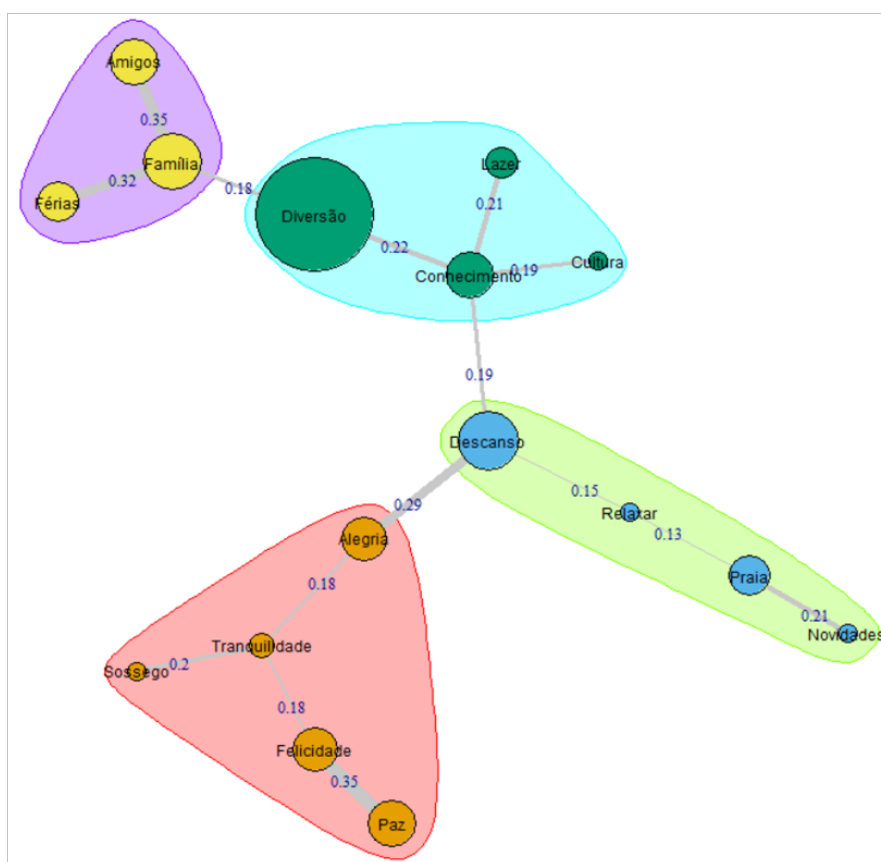 Amigos
0.35
Família
0.32
Férias
0.18
Diversão
Lazer
0.21
0.22
Conhecimento
0.19
Cultura
0.19
Descanso
0.15
Relaxar
0.13
Praia
0.21
Novidades
0.29
Alegria
0.18
Tranquilidade
0.2
Sossego
0.18
Felicidade
0.35
Paz